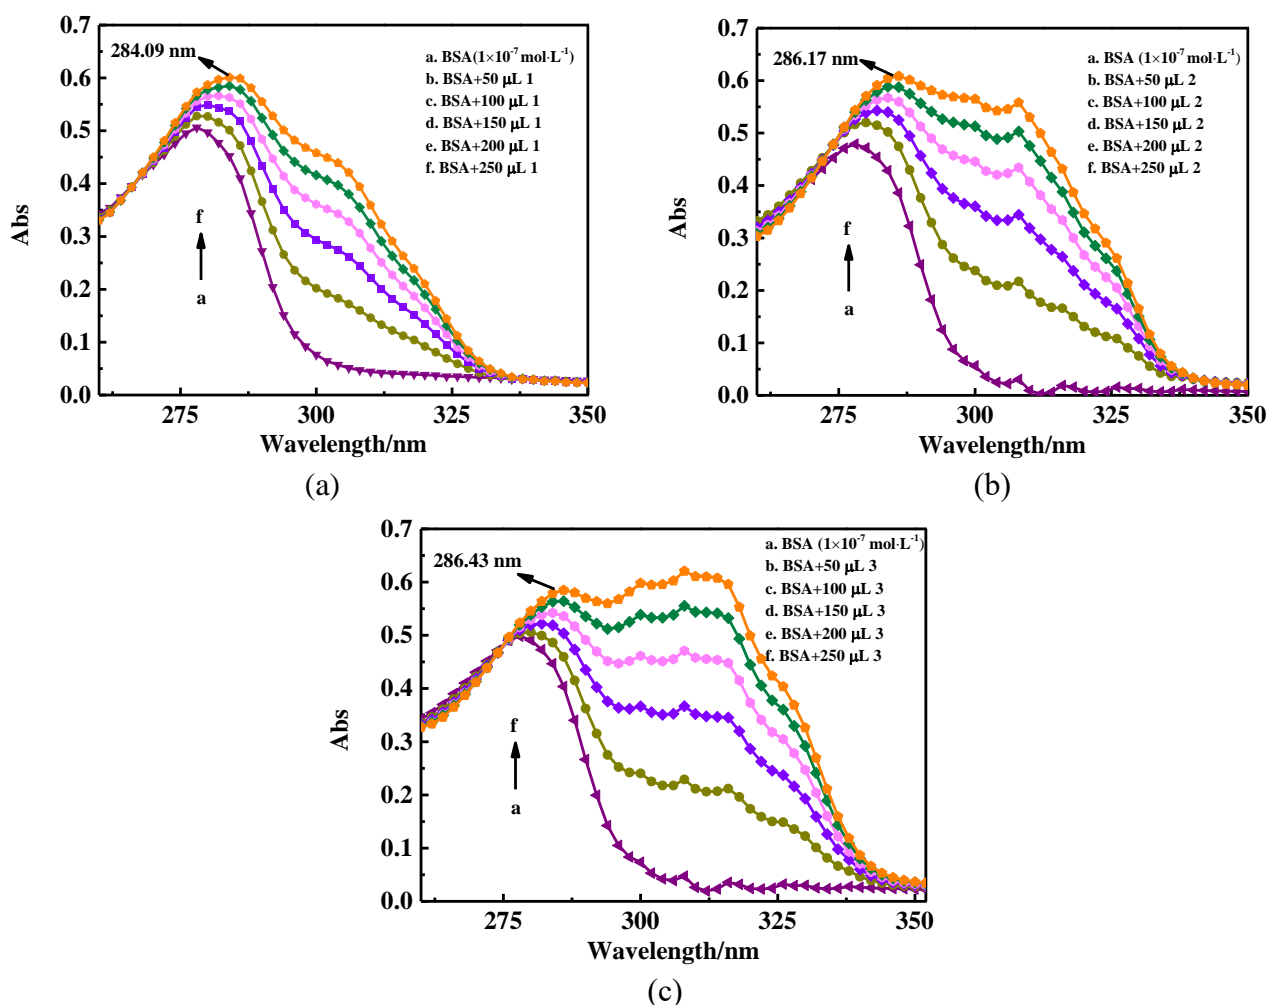 0.7
0.6
0.5
0.4
0.3
0.2
0.1
0.0
Abs
284.09 nm
a. BSA(1×10⁻⁷ mol·L⁻¹)
b. BSA+50 μL 1
c. BSA+100 μL 1
d. BSA+150 μL 1
e. BSA+200 μL 1
f. BSA+250 μL 1
f
a
275 300 325 350
Wavelength/nm
(a)
0.7
0.6
0.5
0.4
0.3
0.2
0.1
0.0
Abs
286.17 nm
a. BSA (1×10⁻⁷ mol·L⁻¹)
b. BSA+50 μL 2
c. BSA+100 μL 2
d. BSA+150 μL 2
e. BSA+200 μL 2
f. BSA+250 μL 2
f
a
275 300 325 350
Wavelength/nm
(b)
0.7
0.6
0.5
0.4
0.3
0.2
0.1
0.0
Abs
286.43 nm
a. BSA (1×10⁻⁷ mol·L⁻¹)
b. BSA+50 μL 3
c. BSA+100 μL 3
d. BSA+150 μL 3
e. BSA+200 μL 3
f. BSA+250 μL 3
f
a
275 300 325 350
Wavelength/nm
(c)